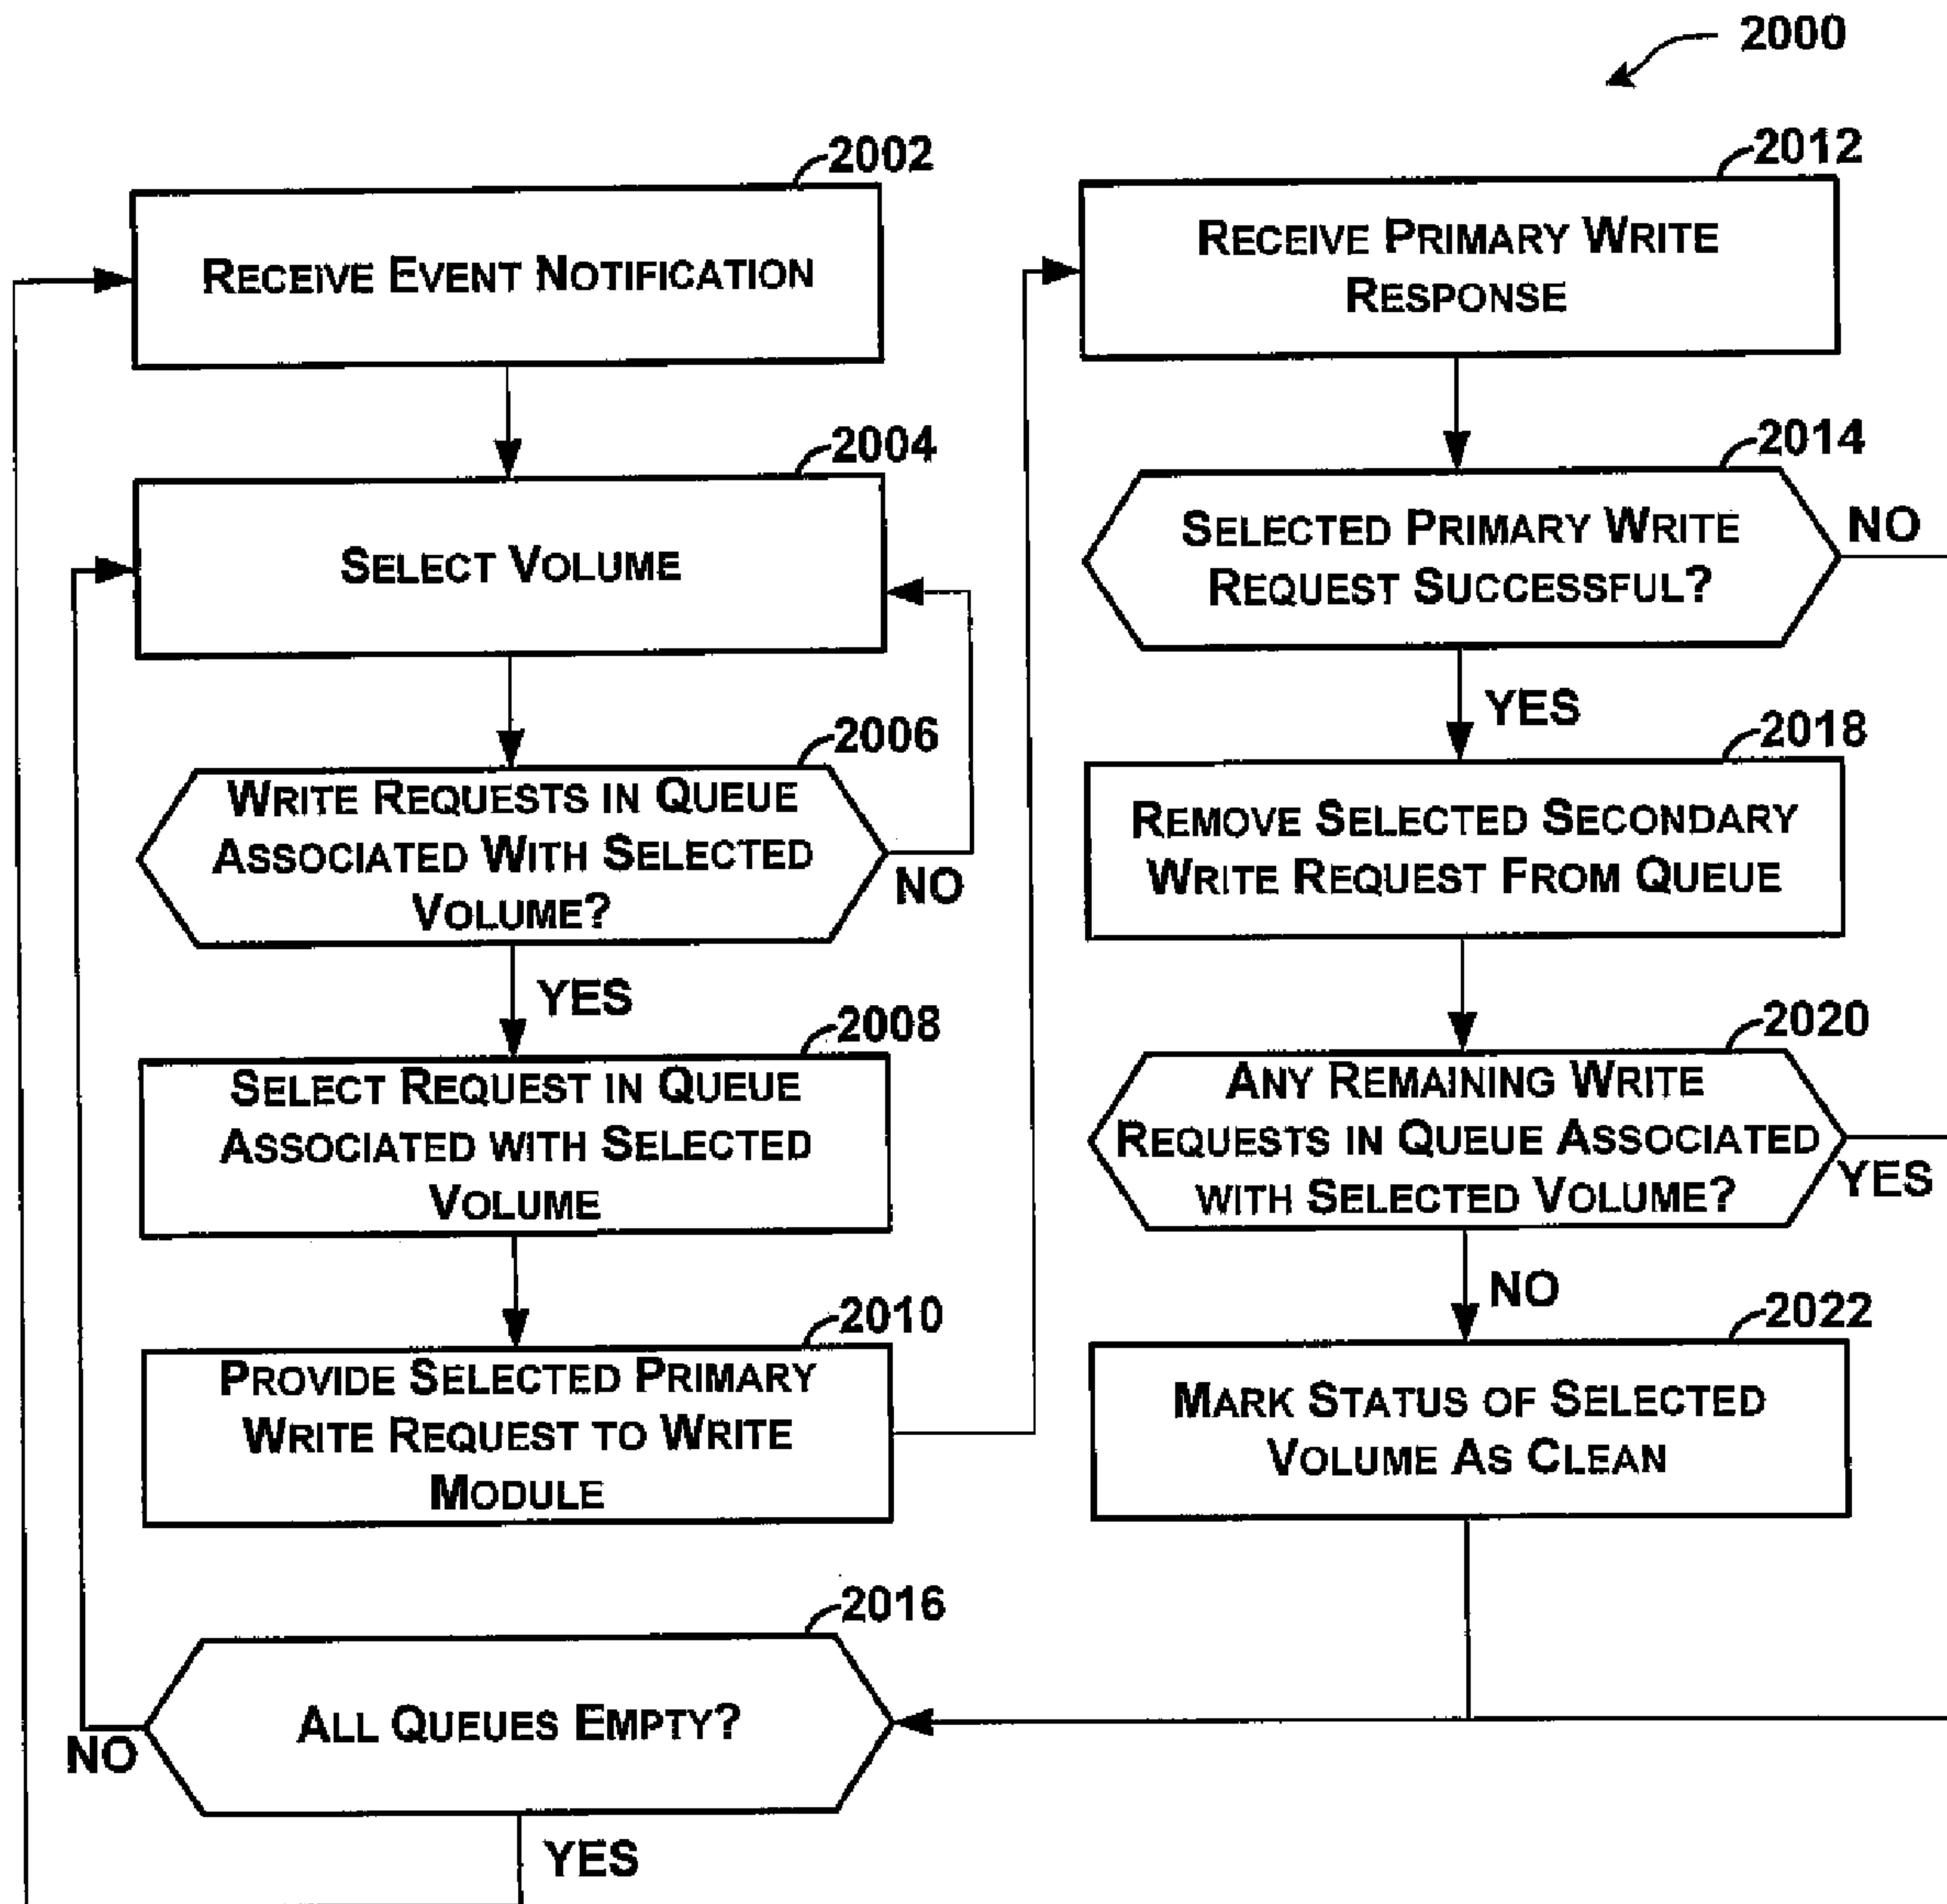 2000
2002
RECEIVE EVENT NOTIFICATION
2004
SELECT VOLUME
2006
WRITE REQUESTS IN QUEUE
ASSOCIATED WITH SELECTED
VOLUME?
NO
YES
2008
SELECT REQUEST IN QUEUE
ASSOCIATED WITH SELECTED
VOLUME
2010
PROVIDE SELECTED PRIMARY
WRITE REQUEST TO WRITE
MODULE
2012
RECEIVE PRIMARY WRITE
RESPONSE
2014
SELECTED PRIMARY WRITE
REQUEST SUCCESSFUL?
NO
YES
2018
REMOVE SELECTED SECONDARY
WRITE REQUEST FROM QUEUE
2020
ANY REMAINING WRITE
REQUESTS IN QUEUE ASSOCIATED
WITH SELECTED VOLUME?
YES
NO
2022
MARK STATUS OF SELECTED
VOLUME AS CLEAN
2016
ALL QUEUES EMPTY?
NO
YES